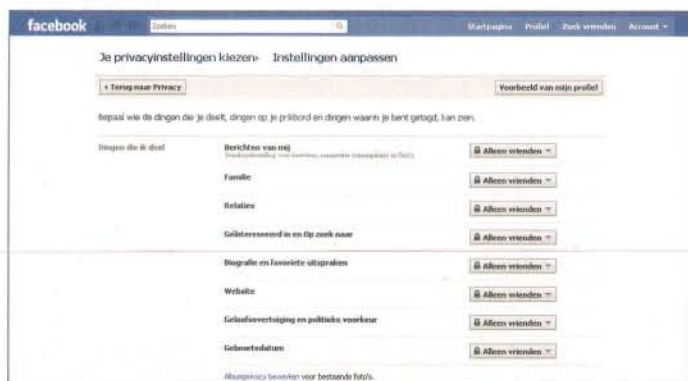 facebook
Zoeken
Startpagina Profiel Zoek vrienden Account
Je privacyinstellingen kiezen› Instellingen aanpassen
‹ Terug naar Privacy
Voorbeeld van mijn profiel
Bepaal wie de dingen die je deelt, dingen op je prikbord en dingen waarin je bent getagd, kan zien.
Dingen die ik deel
Berichten van mij
Alleen vrienden
Familie
Alleen vrienden
Relaties
Alleen vrienden
Geïnteresseerd in en Op zoek naar
Alleen vrienden
Biografie en favoriete uitspraken
Alleen vrienden
Website
Alleen vrienden
Geloofsovertuiging en politieke voorkeur
Alleen vrienden
Geboortedatum
Alleen vrienden
Albumprivacy bewerken voor bestaande foto's.